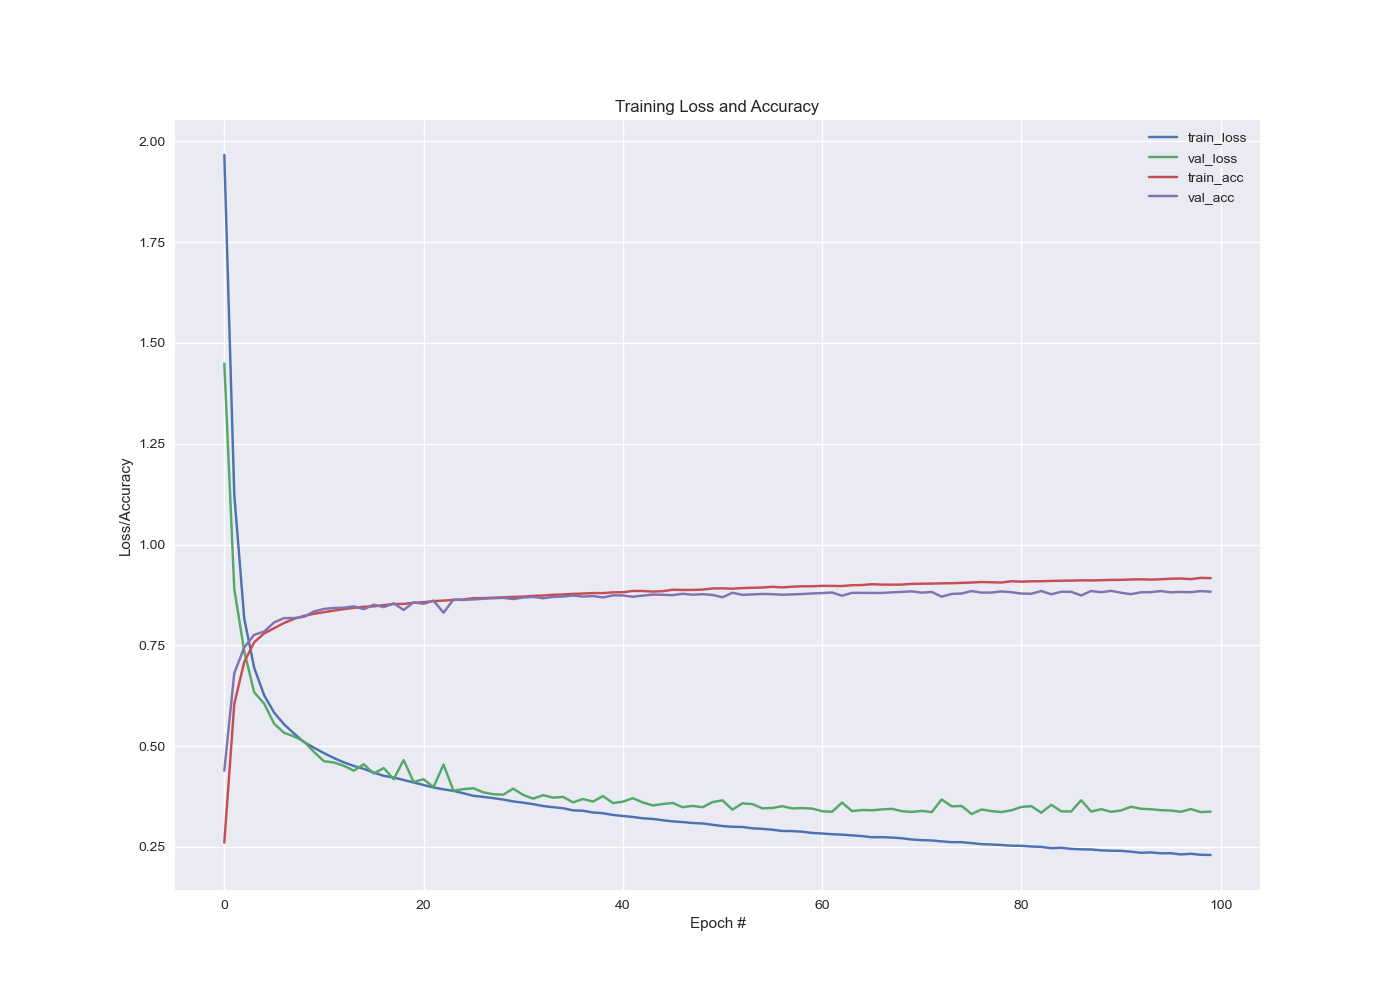 Training Loss and Accuracy
2.00
1.75
1.50
1.25
1.00
0.75
0.50
0.25
Loss/Accuracy
train_loss
val_loss
train_acc
val_acc
0 20 40 60 80 100
Epoch #